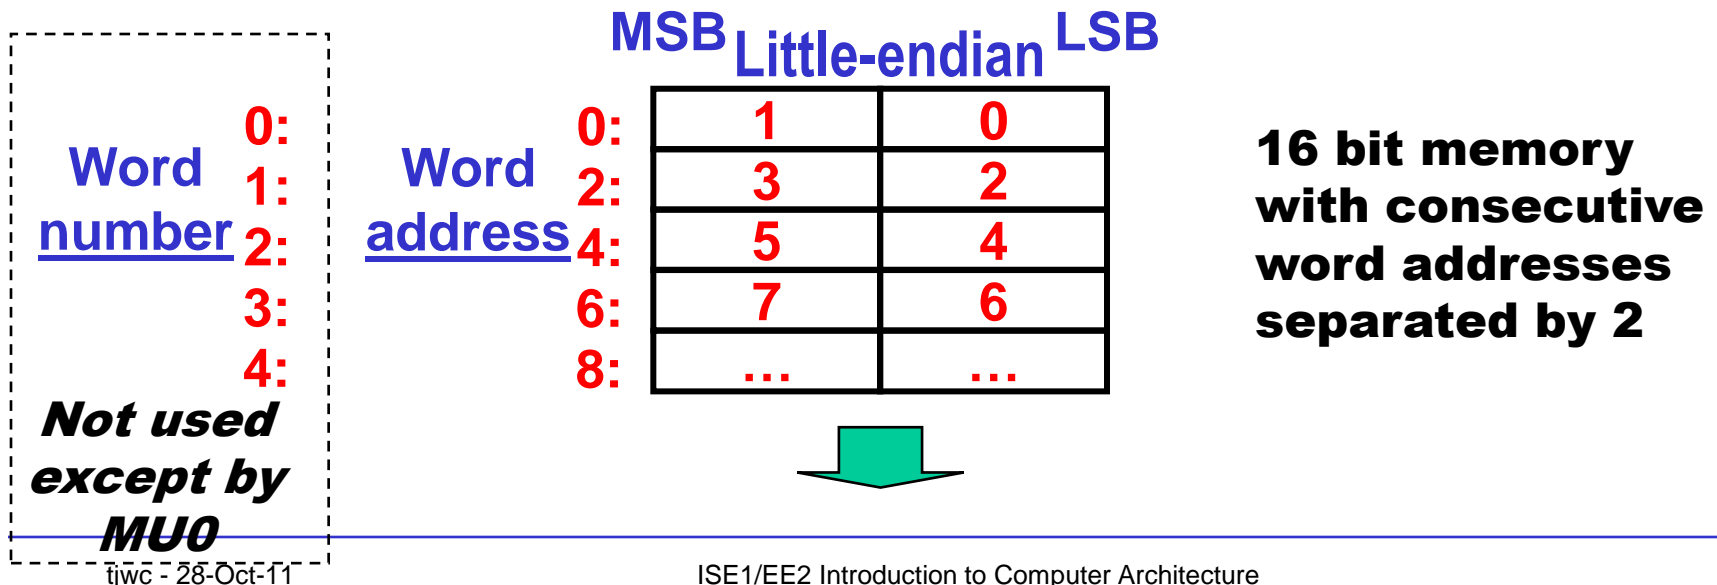 MSB Little-endian LSB
Word number
0:
1:
2:
3:
4:
Not used
except by
MU0
Word address
0: 1 0
2: 3 2
4: 5 4
6: 7 6
8: ... ...
16 bit memory
with consecutive
word addresses
separated by 2
tjwc - 28-Oct-11
ISE1/EE2 Introduction to Computer Architecture